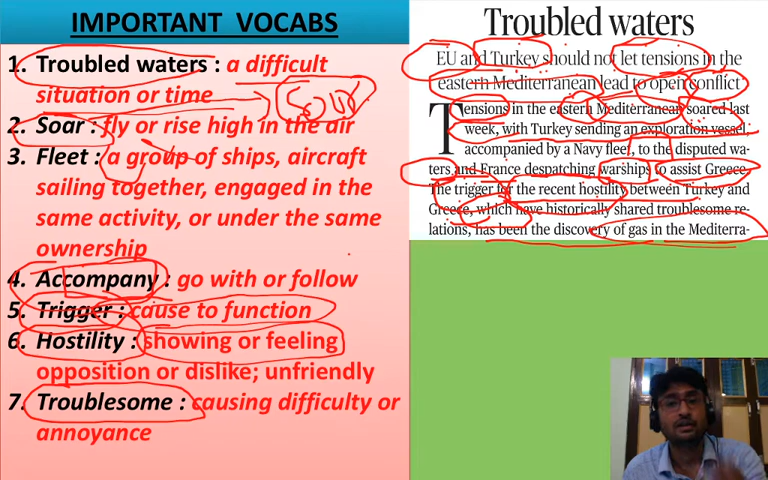 IMPORTANT VOCABS
1. Troubled waters : a difficult
situation or time
2. Soar : fly or rise high in the air
3. Fleet : a group of ships, aircraft
sailing together, engaged in the
same activity, or under the same
ownership
4. Accompany : go with or follow
5. Trigger : cause to function
6. Hostility : showing or feeling
opposition or dislike; unfriendly
7. Troublesome : causing difficulty or
annoyance
Troubled waters
EU and Turkey should not let tensions in the
eastern Mediterranean lead to open conflict
Tensions in the eastern Mediterranean soared last
week, with Turkey sending an exploration vessel,
accompanied by a Navy fleet, to the disputed wa-
ters, and France despatching warships to assist Greece.
The trigger for the recent hostility between Turkey and
Greece, which have historically shared troublesome re-
lations, has been the discovery of gas in the Mediterra-